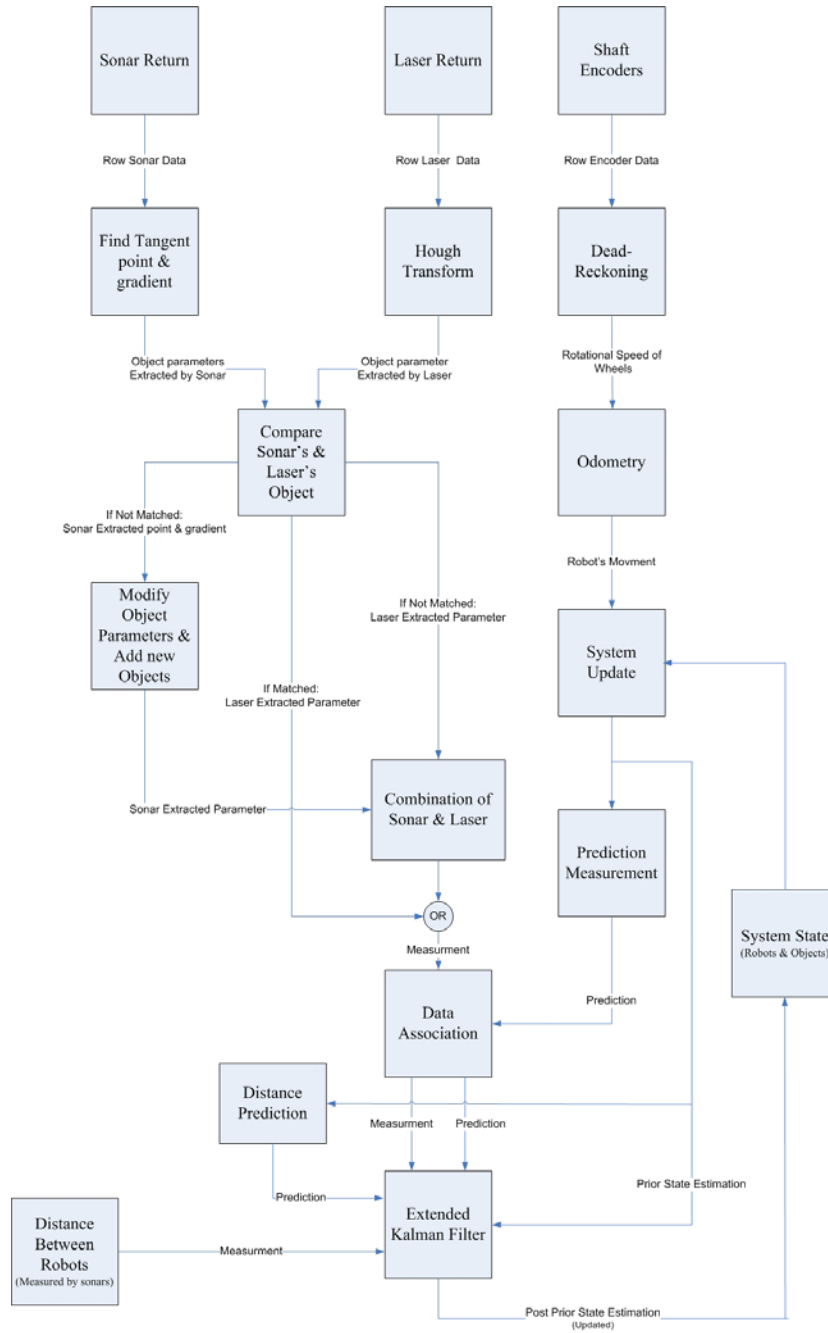 Sonar Return
Laser Return
Shaft
Encoders
Row Sonar Data
Row Laser Data
Row Encoder Data
Find Tangent
point &
gradient
Hough
Transform
Dead-
Reckoning
Object parameters
Extracted by Sonar
Object parameter
Extracted by Laser
Rotational Speed of
Wheels
Compare
Sonar's &
Laser's
Object
Odometry
If Not Matched:
Sonar Extracted point & gradient
Robot's Movment
Modify
Object
Parameters &
Add new
Objects
If Not Matched:
Laser Extracted Parameter
System
Update
If Matched:
Laser Extracted Parameter
Sonar Extracted Parameter
Combination of
Sonar & Laser
Prediction
Measurement
OR
Measurment
System State
(Robots & Objects)
Data
Association
Prediction
Distance
Prediction
Measurment
Prediction
Prior State Estimation
Prediction
Extended
Kalman Filter
Distance
Between
Robots
(Measured by sonars)
Measurment
Post Prior State Estimation
(Updated)